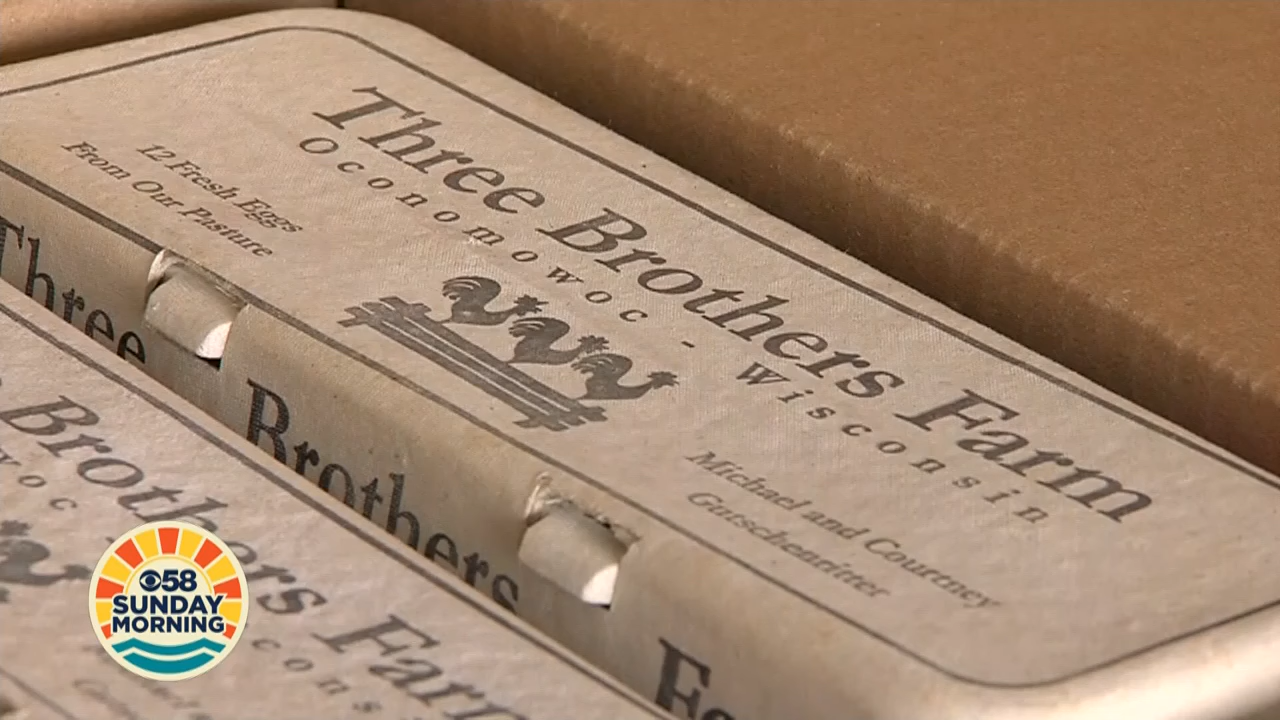 Three Brothers Farm
Oconomowoc - Wisconsin
12 Fresh Eggs
From Our Pasture
Michael and Courtney
Gutschenritter
Three Brothers
Brothers Farm
CBS 58
SUNDAY
MORNING